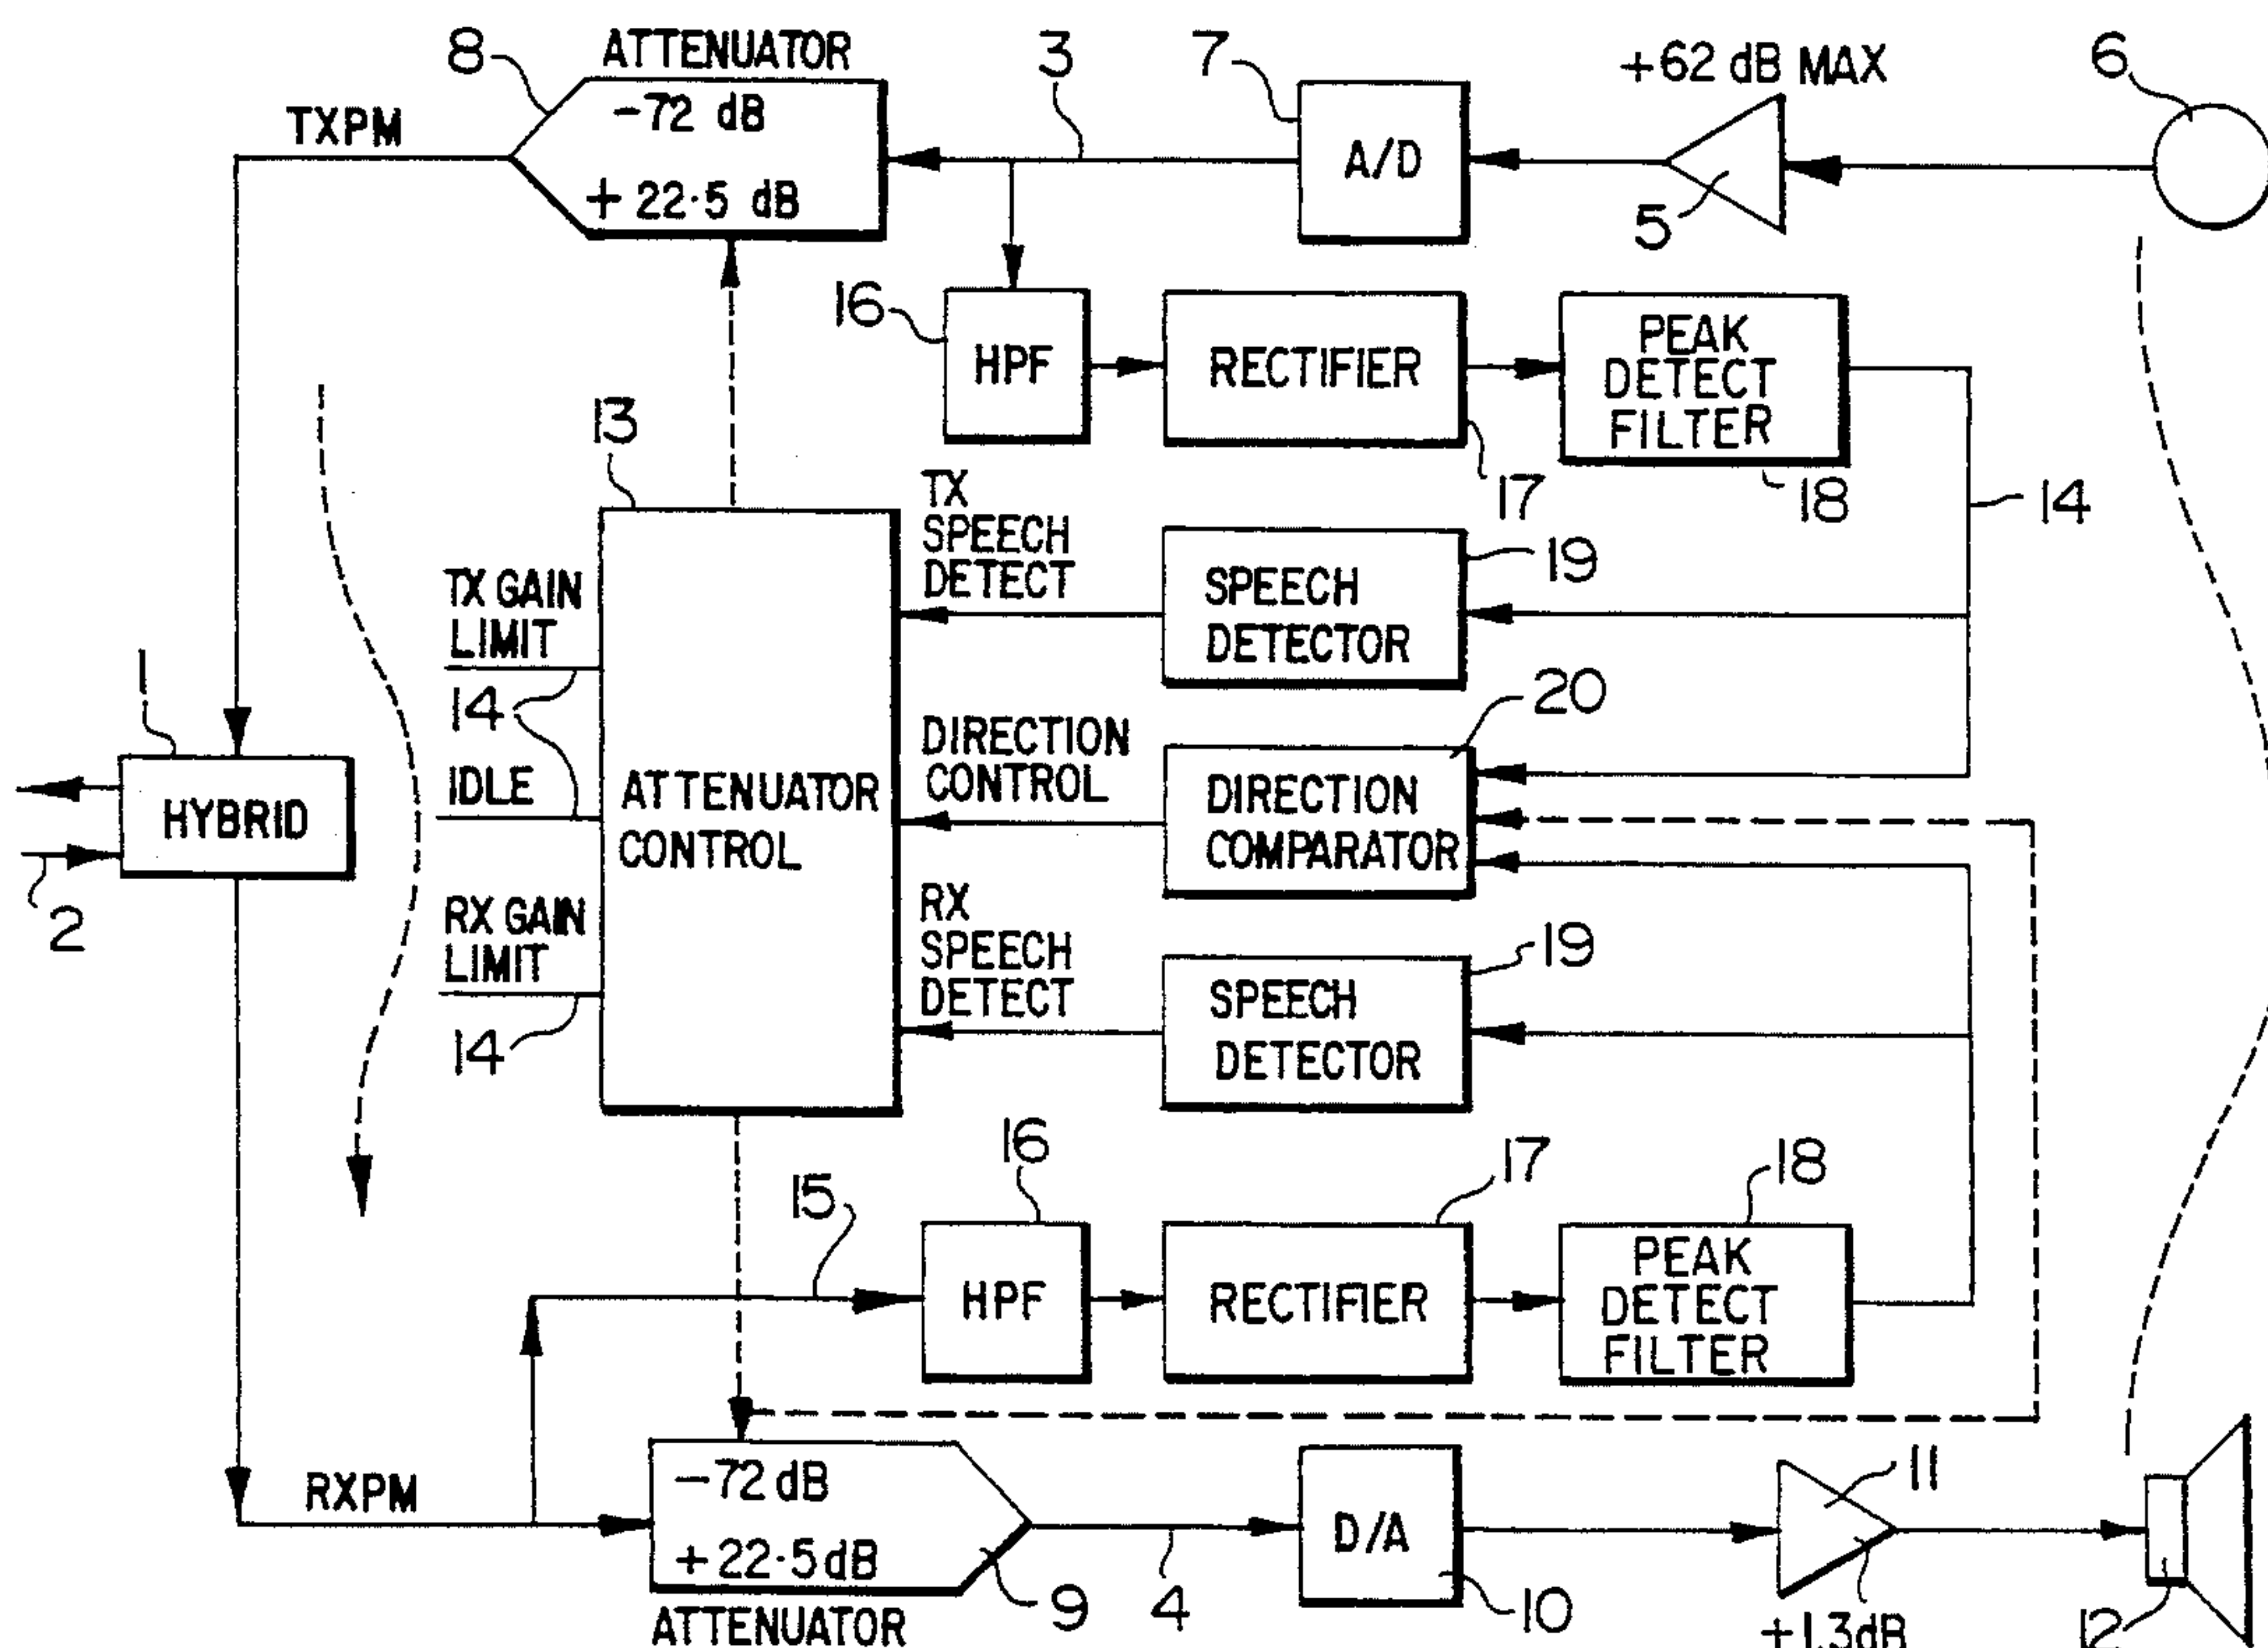 8
ATTENUATOR
3
7
+62 dB MAX
6
TXPM
-72 dB
+ 22·5 dB
A/D
5
16
HPF
RECTIFIER
PEAK
DETECT
FILTER
13
17
18
14
TX
SPEECH
DETECT
SPEECH
DETECTOR
19
TX GAIN
LIMIT
14
20
1
HYBRID
2
IDLE
ATTENUATOR
CONTROL
DIRECTION
CONTROL
DIRECTION
COMPARATOR
RX GAIN
LIMIT
14
RX
SPEECH
DETECT
SPEECH
DETECTOR
19
15
16
17
18
HPF
RECTIFIER
PEAK
DETECT
FILTER
RXPM
-72 dB
+22·5 dB
9
ATTENUATOR
4
D/A
10
11
+1.3dB
12